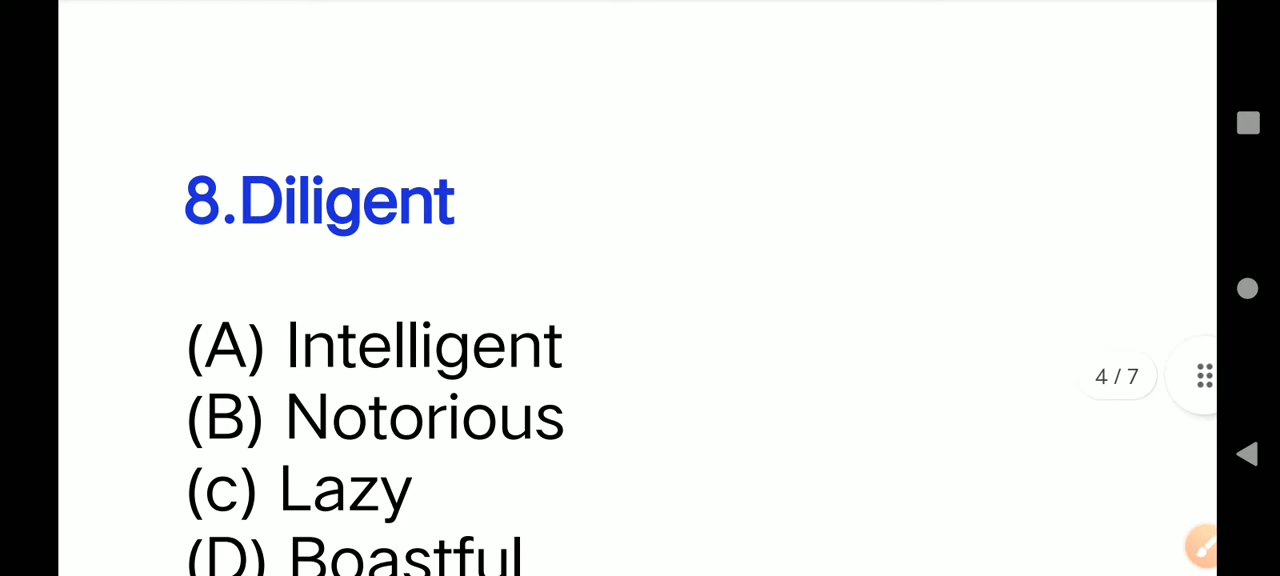 8.Diligent
(A) Intelligent
(B) Notorious
(c) Lazy
(D) Boastful
4 / 7